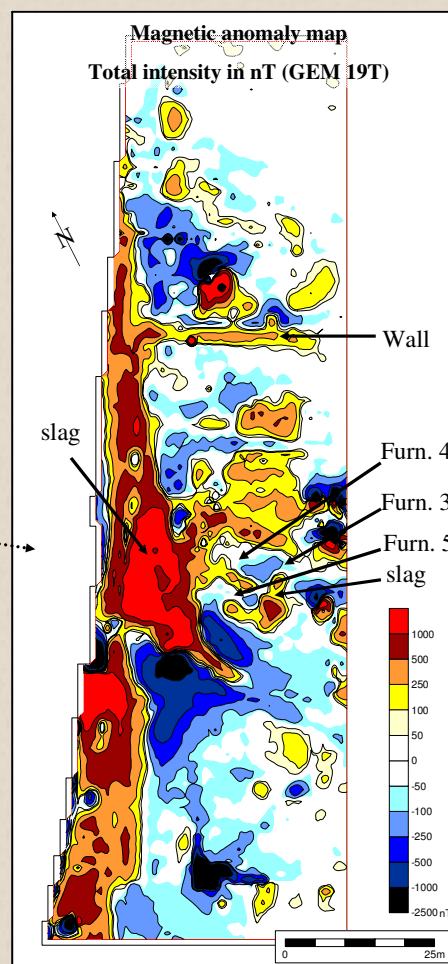 Magnetic anomaly map
Total intensity in nT (GEM 19T)
N
Wall
slag
Furn. 4
Furn. 3
Furn. 5
slag
1000
500
250
100
50
0
-50
-100
-250
-500
-1000
-2500 nT
0 25m